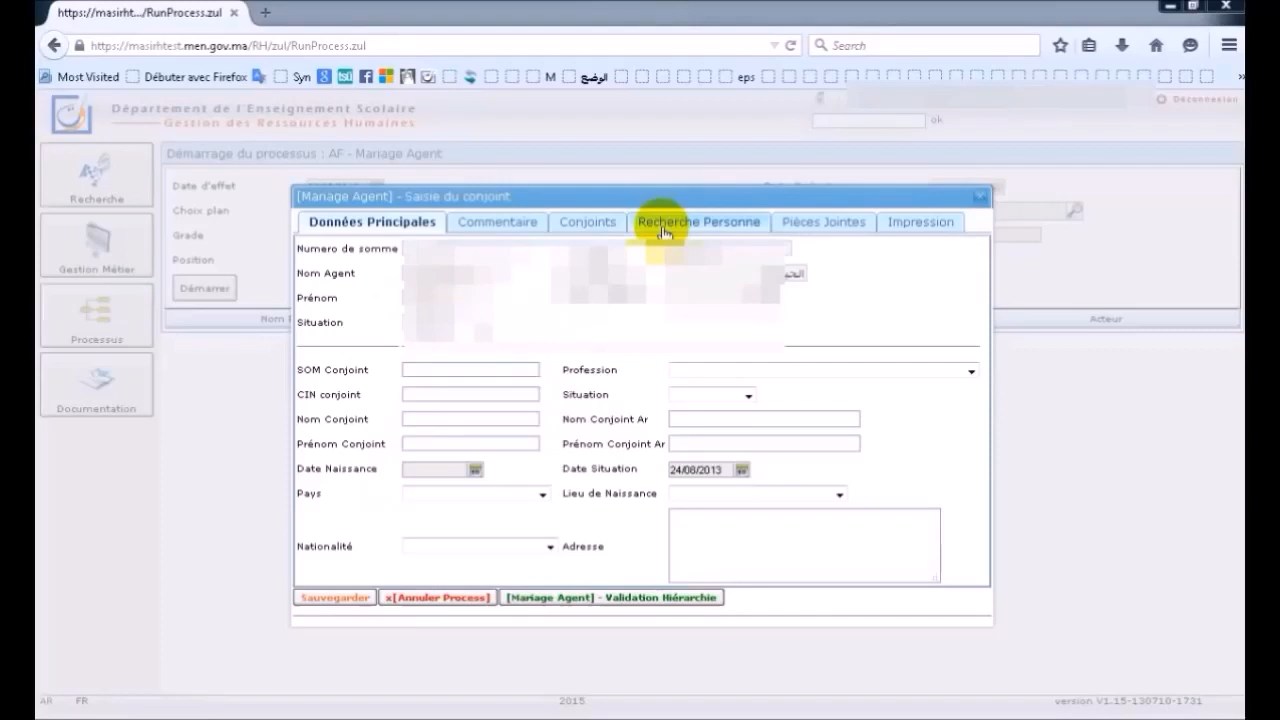 https://masirht.../RunProcess.zul
https://masirhtest.men.gov.ma/RH/zul/RunProcess.zul
Search
Most Visited
Débuter avec Firefox
Syn
M
الوضع
eps
Département de l'Enseignement Scolaire
Gestion des Ressources Humaines
ok
Déconnexion
Recherche
Gestion Métier
Processus
Documentation
Démarrage du processus : AF - Mariage Agent
Date d'effet
Choix plan
Grade
Position
Démarrer
Nom
Acteur
[Mariage Agent] - Saisie du conjoint
Données Principales
Commentaire
Conjoints
Recherche Personne
Pièces Jointes
Impression
Numero de somme
Nom Agent
Prénom
Situation
SOM Conjoint
Profession
CIN conjoint
Situation
Nom Conjoint
Nom Conjoint Ar
Prénom Conjoint
Prénom Conjoint Ar
Date Naissance
Date Situation
24/08/2013
Pays
Lieu de Naissance
Nationalité
Adresse
Sauvegarder
x[Annuler Process]
[Mariage Agent] - Validation Hiérarchie
AR FR
2015
version V1.15-130710-1731